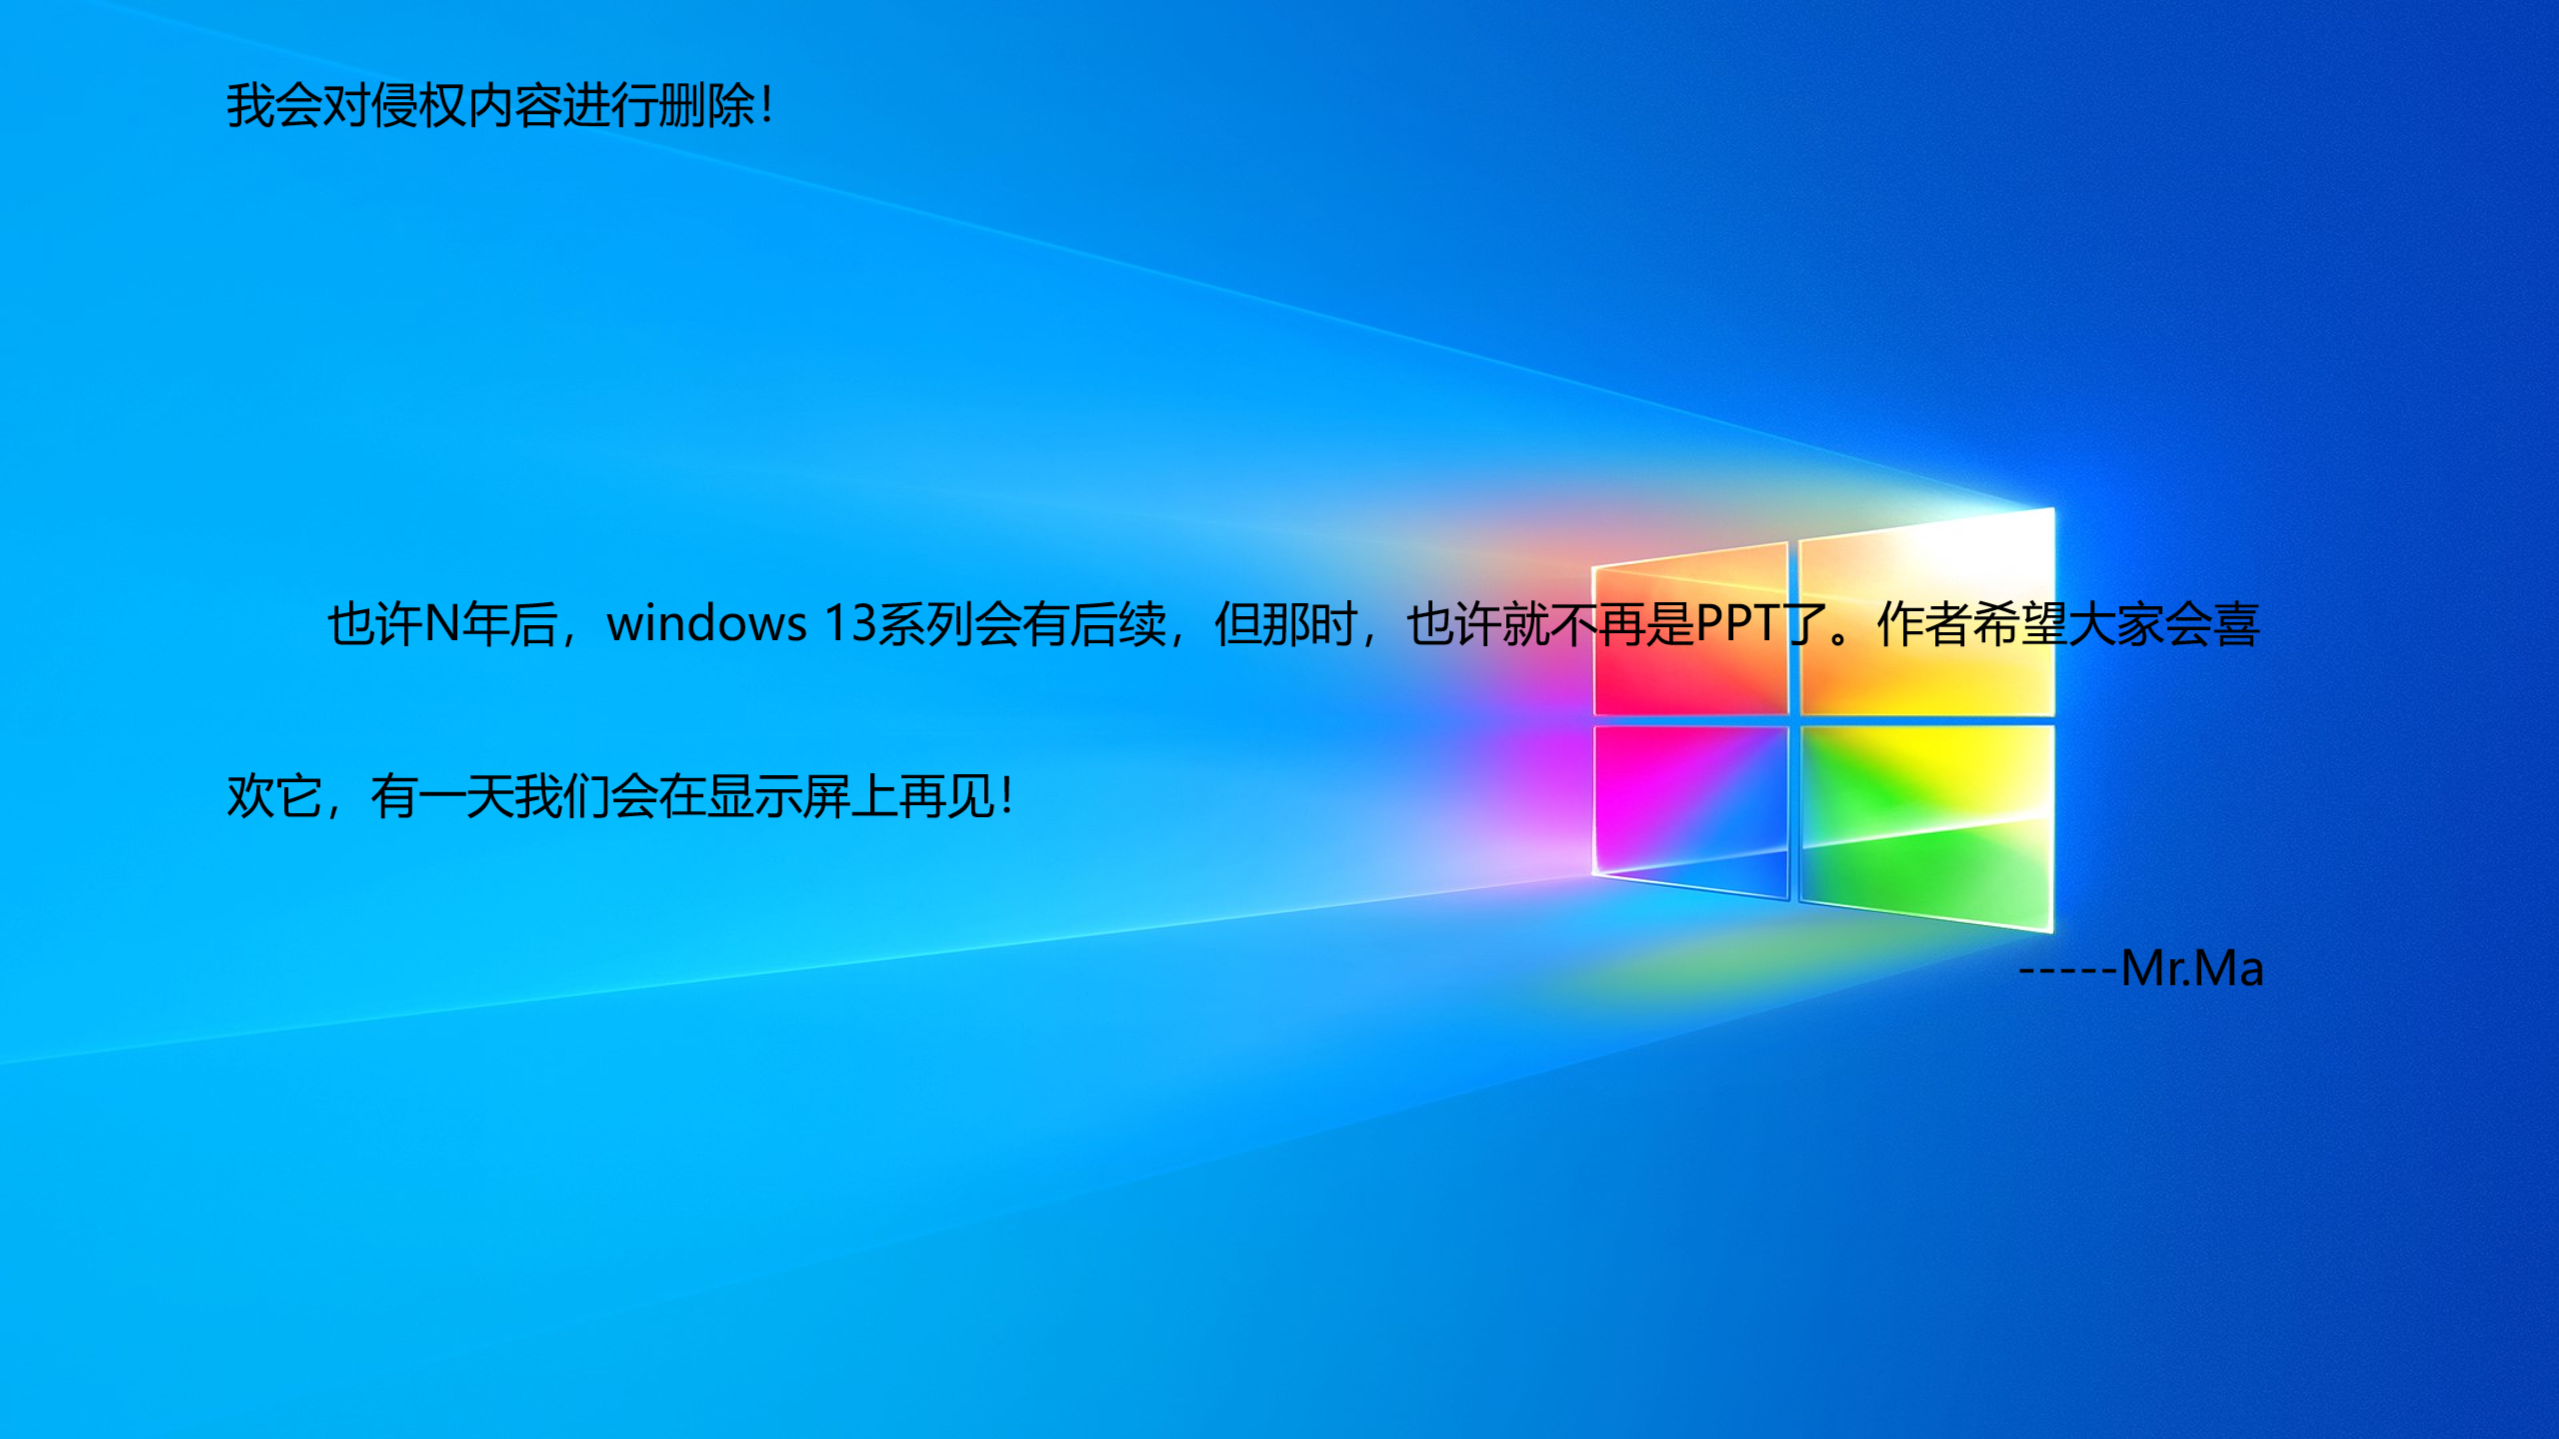 我会对侵权内容进行删除！
也许N年后，windows 13系列会有后续，但那时，也许就不再是PPT了。作者希望大家会喜
欢它，有一天我们会在显示屏上再见！
-----Mr.Ma